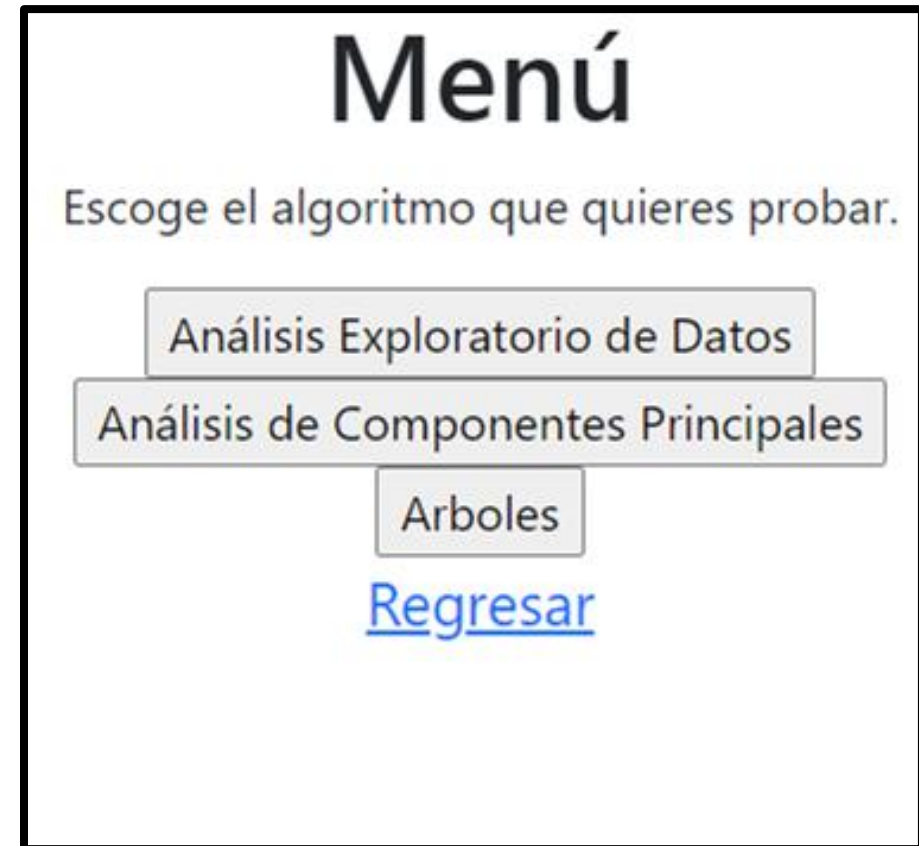 Menú
Escoge el algoritmo que quieres probar.
Análisis Exploratorio de Datos
Análisis de Componentes Principales
Arboles
Regresar